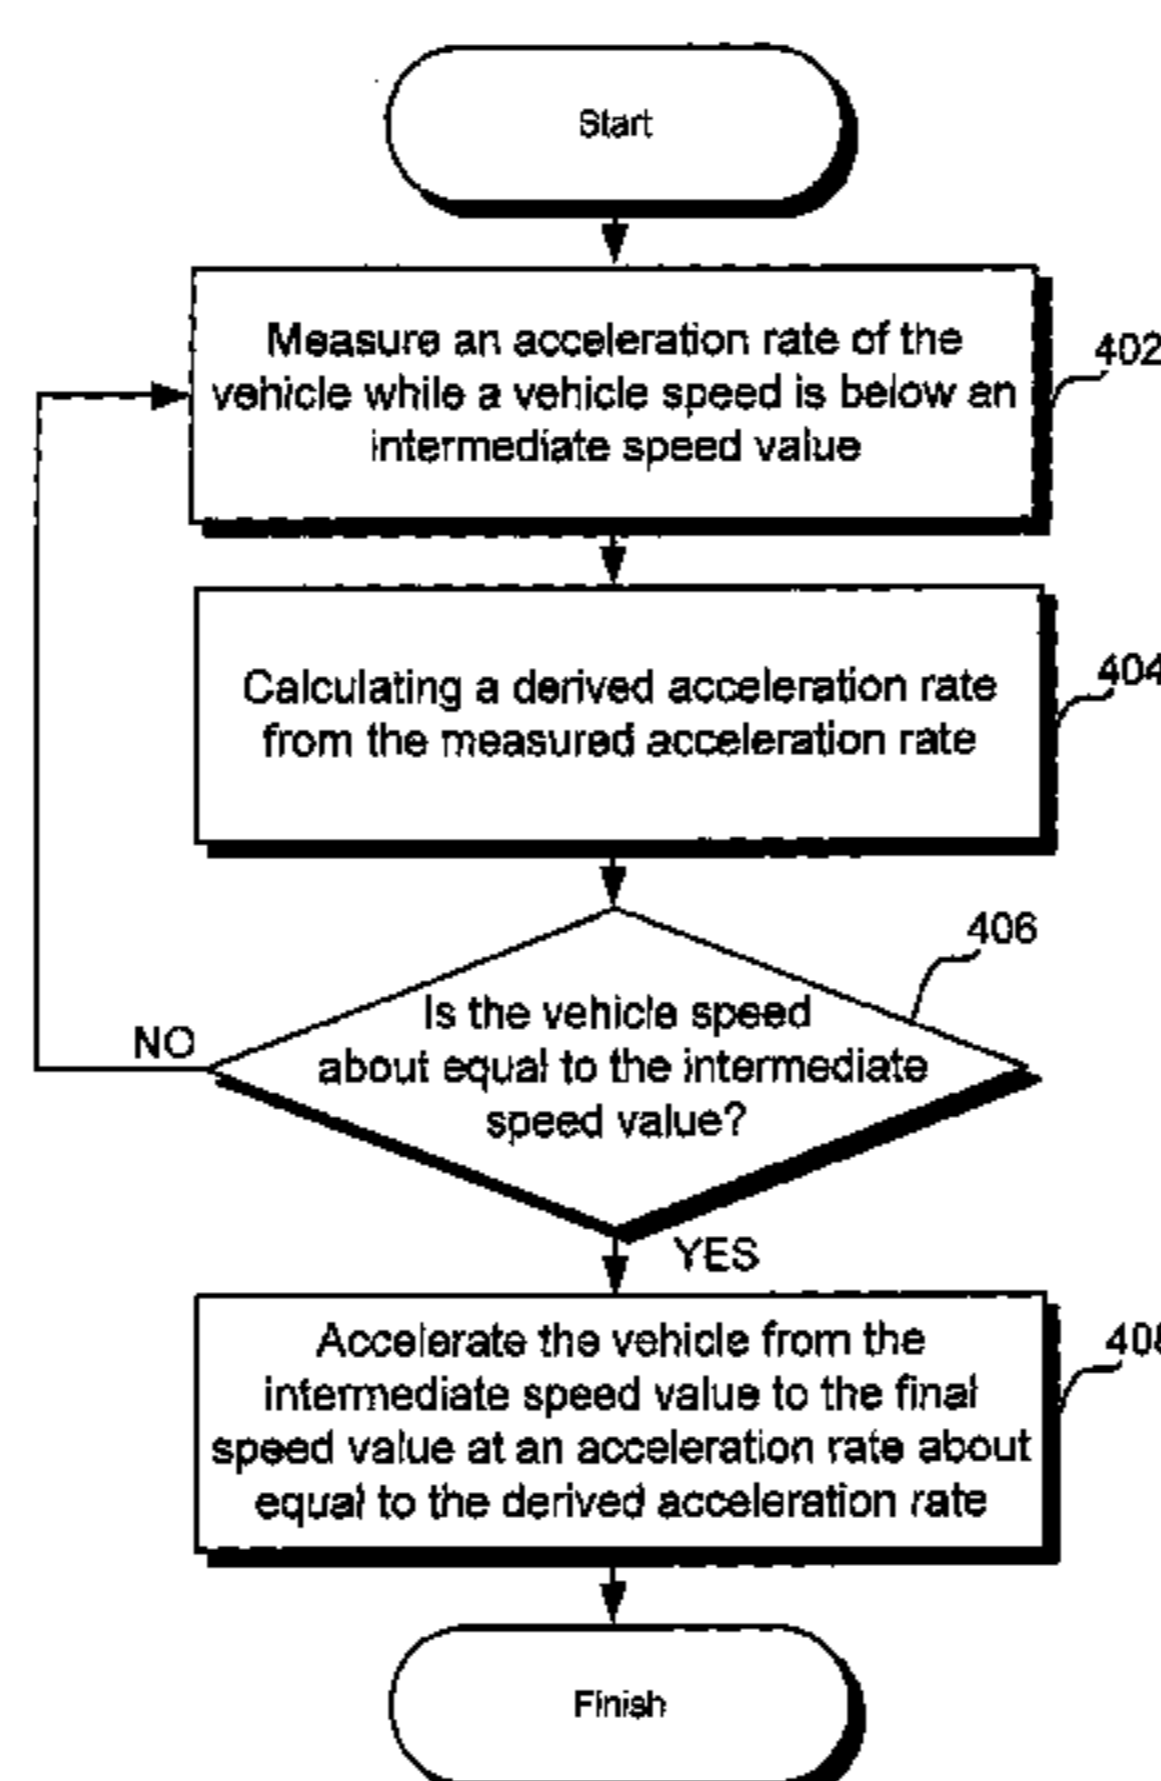 Start
Measure an acceleration rate of the
vehicle while a vehicle speed is below an
intermediate speed value
402
Calculating a derived acceleration rate
from the measured acceleration rate
404
406
Is the vehicle speed
about equal to the intermediate
speed value?
NO
YES
Accelerate the vehicle from the
intermediate speed value to the final
speed value at an acceleration rate about
equal to the derived acceleration rate
408
Finish